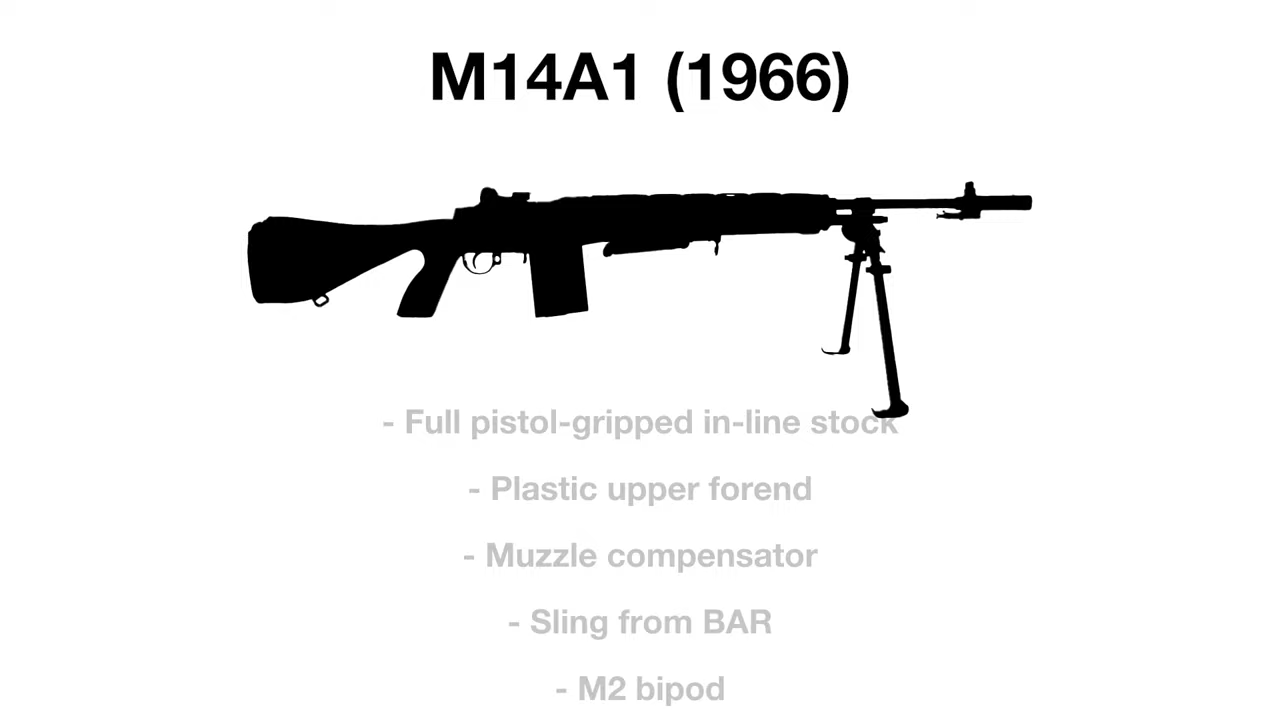 M14A1 (1966)
- Full pistol-gripped in-line stock
- Plastic upper forend
- Muzzle compensator
- Sling from BAR
- M2 bipod